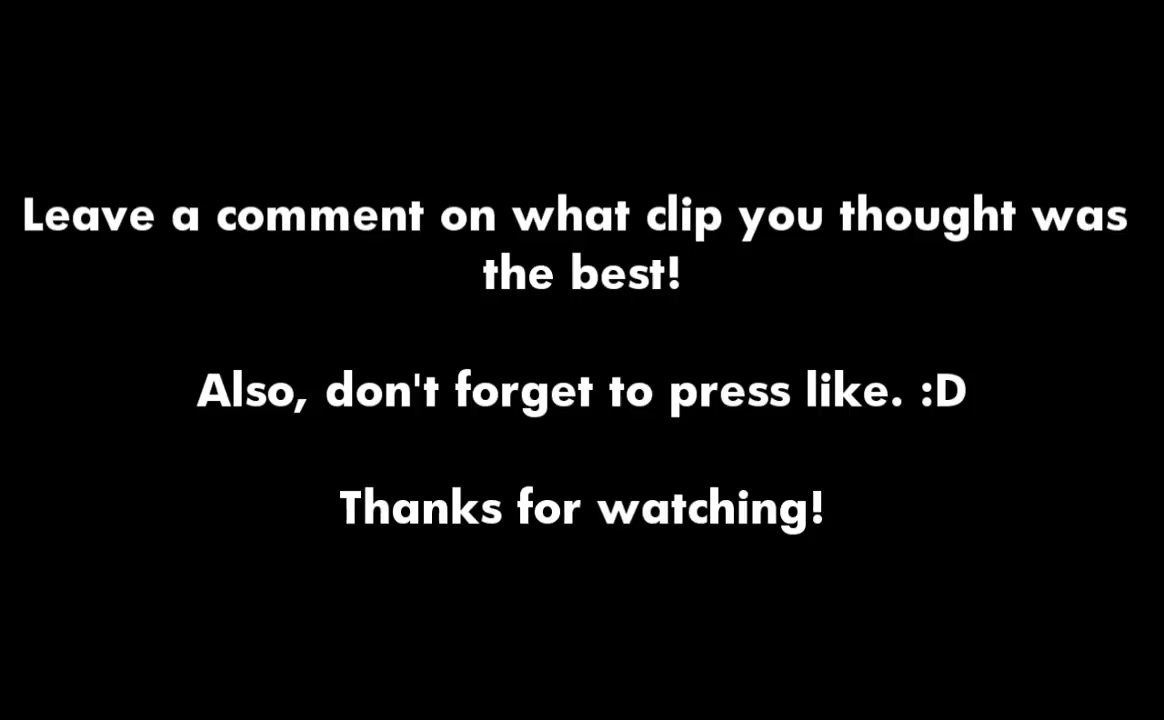 Leave a comment on what clip you thought was
the best!
Also, don't forget to press like. :D
Thanks for watching!